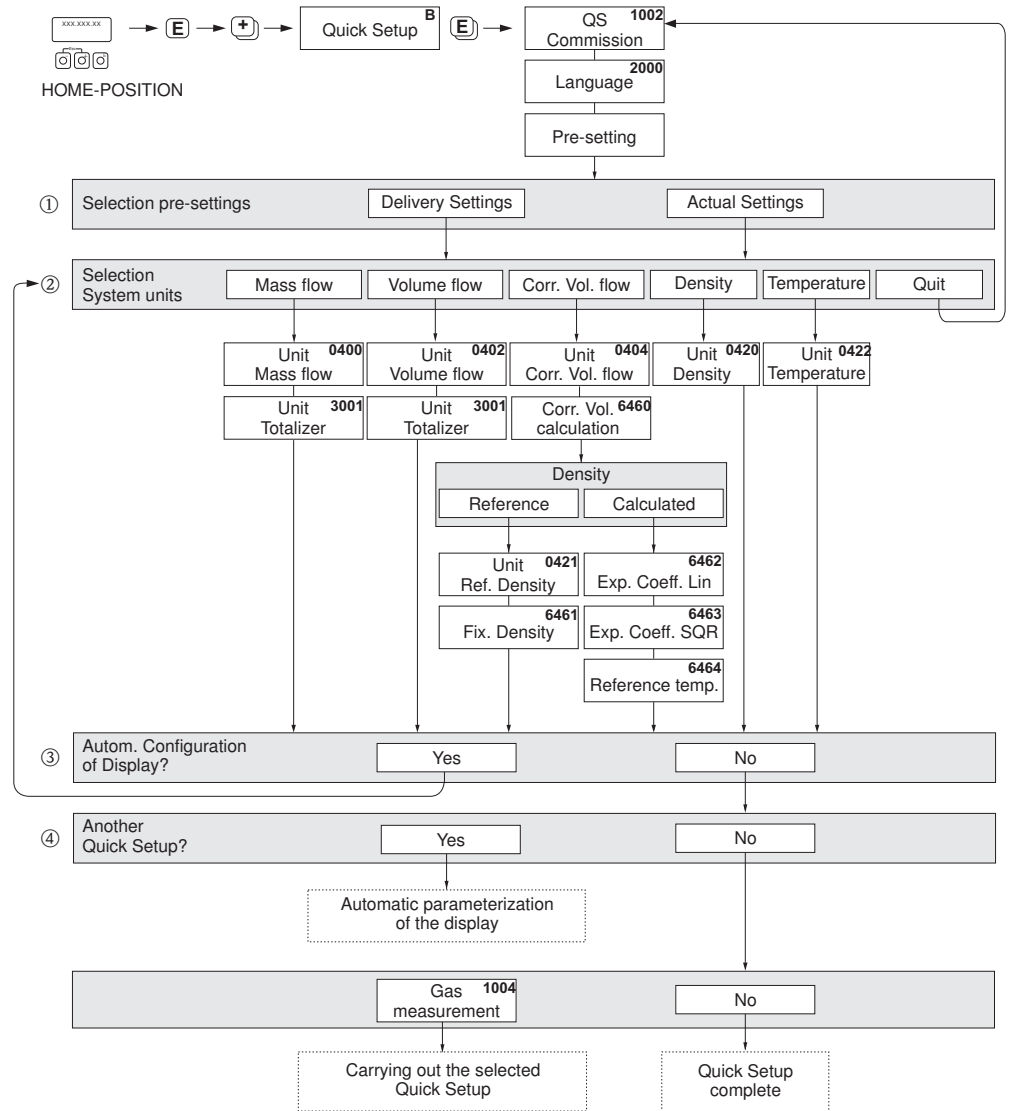 xxx.xxx.xx
Esc
E
+
-
B
Quick Setup
E
1002
QS
Commission
HOME-POSITION
2000
Language
Pre-setting
① Selection pre-settings
Delivery Settings
Actual Settings
② Selection
System units
Mass flow
Volume flow
Corr. Vol. flow
Density
Temperature
Quit
Unit 0400
Mass flow
Unit 0402
Volume flow
Unit 0404
Corr. Vol. flow
Unit 0420
Density
Unit 0422
Temperature
Unit 3001
Totalizer
Unit 3001
Totalizer
Corr. Vol. 6460
calculation
Density
Reference
Calculated
Unit 0421
Ref. Density
6462
Exp. Coeff. Lin
6461
Fix. Density
6463
Exp. Coeff. SQR
6464
Reference temp.
③ Autom. Configuration
of Display?
Yes
No
④ Another
Quick Setup?
Yes
No
Automatic parameterization
of the display
Gas 1004
measurement
No
Carrying out the selected
Quick Setup
Quick Setup
complete